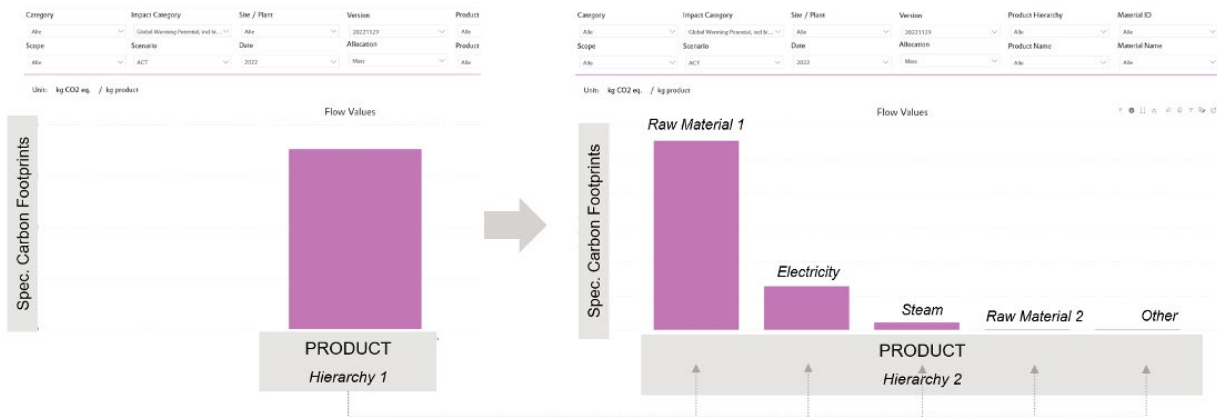 Category Impact Category Site / Plant Version Product
Alle Global Warming Potential, incl bi... Alle 20221129 Alle
Scope Scenario Date Allocation Product
Alle ACT 2022 Mass Alle
Unit: kg CO2 eq. / kg product
Flow Values
Spec. Carbon Footprints
PRODUCT
Hierarchy 1
Category Impact Category Site / Plant Version Product Hierarchy Material ID
Alle Global Warming Potential, incl bi... Alle 20221129 Alle Alle
Scope Scenario Date Allocation Product Name Material Name
Alle ACT 2022 Mass Alle Alle
Unit: kg CO2 eq. / kg product
Flow Values
Spec. Carbon Footprints
Raw Material 1
Electricity
Steam
Raw Material 2
Other
PRODUCT
Hierarchy 2